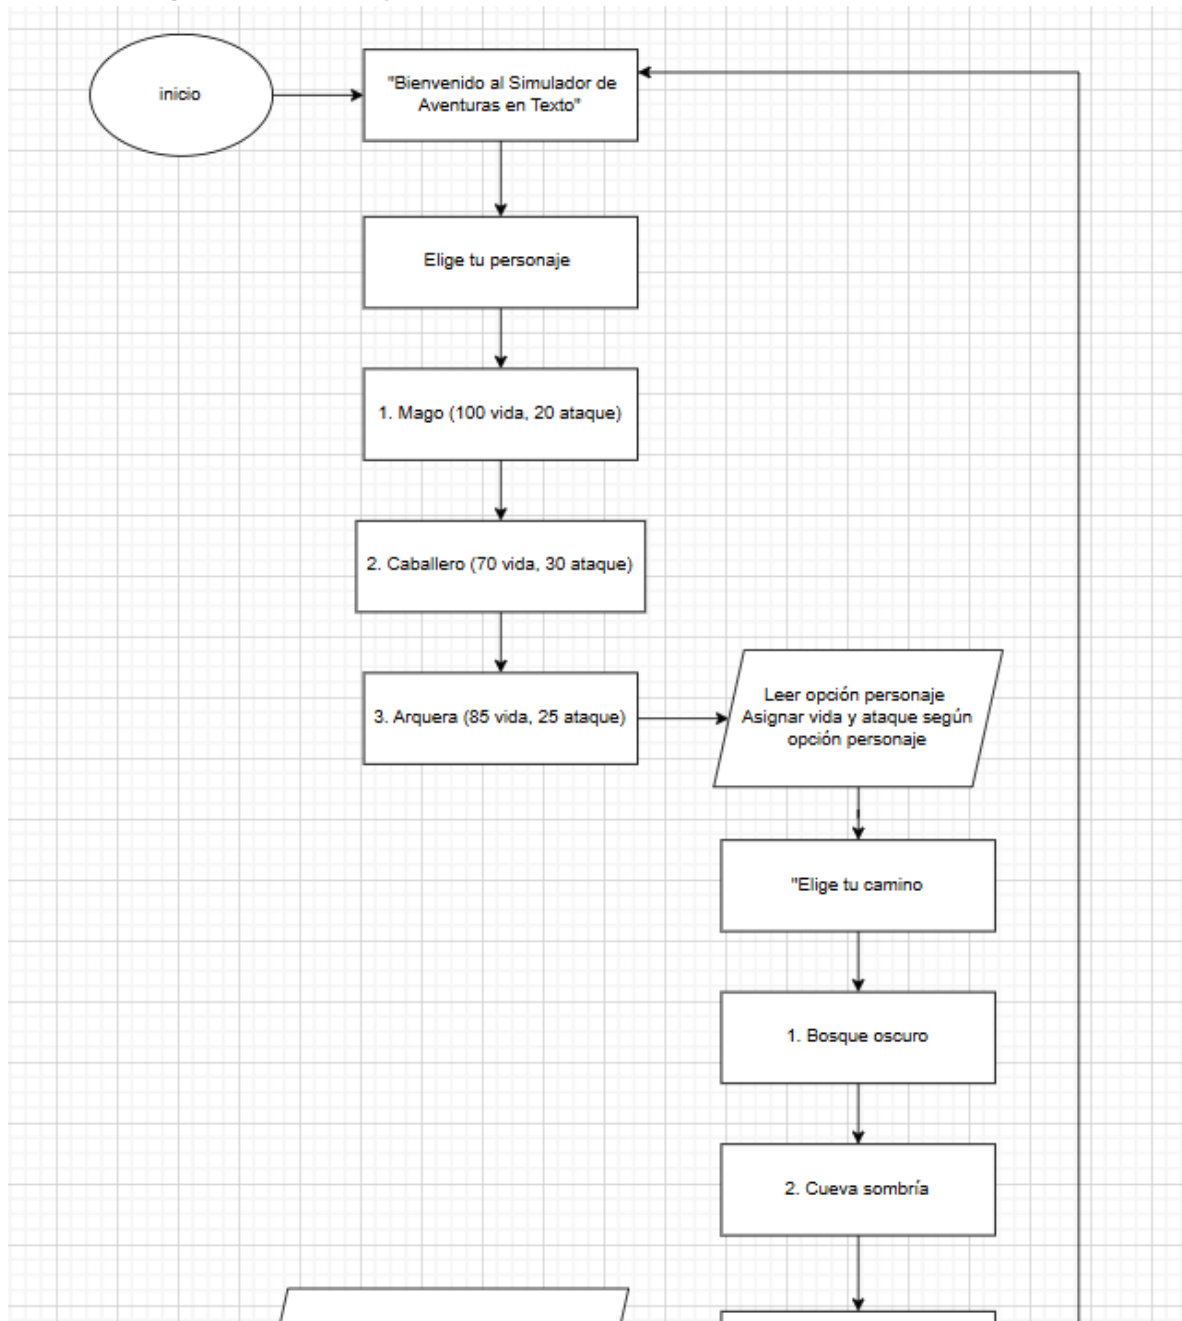 inicio
"Bienvenido al Simulador de
Aventuras en Texto"
Elige tu personaje
1. Mago (100 vida, 20 ataque)
2. Caballero (70 vida, 30 ataque)
3. Arquera (85 vida, 25 ataque)
Leer opción personaje
Asignar vida y ataque según
opción personaje
"Elige tu camino
1. Bosque oscuro
2. Cueva sombría